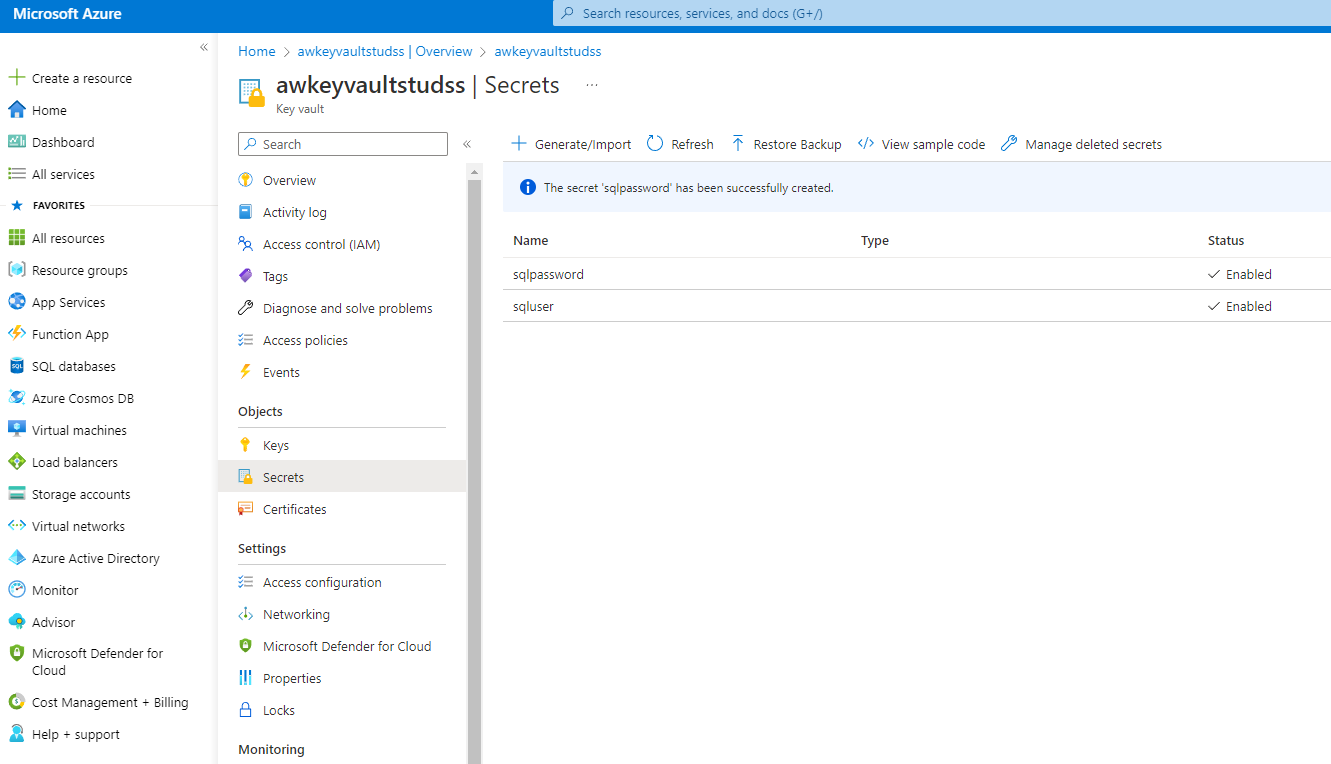 Microsoft Azure
Search resources, services, and docs (G+/)
Create a resource
Home
Dashboard
All services
FAVORITES
All resources
Resource groups
App Services
Function App
SQL databases
Azure Cosmos DB
Virtual machines
Load balancers
Storage accounts
Virtual networks
Azure Active Directory
Monitor
Advisor
Microsoft Defender for
Cloud
Cost Management + Billing
Help + support
Home > awkeyvaultstudss | Overview > awkeyvaultstudss
awkeyvaultstudss | Secrets ...
Key vault
Search
Overview
Activity log
Access control (IAM)
Tags
Diagnose and solve problems
Access policies
Events
Objects
Keys
Secrets
Certificates
Settings
Access configuration
Networking
Microsoft Defender for Cloud
Properties
Locks
Monitoring
Generate/Import Refresh Restore Backup View sample code Manage deleted secrets
The secret 'sqlpassword' has been successfully created.
Name Type Status
sqlpassword Enabled
sqluser Enabled